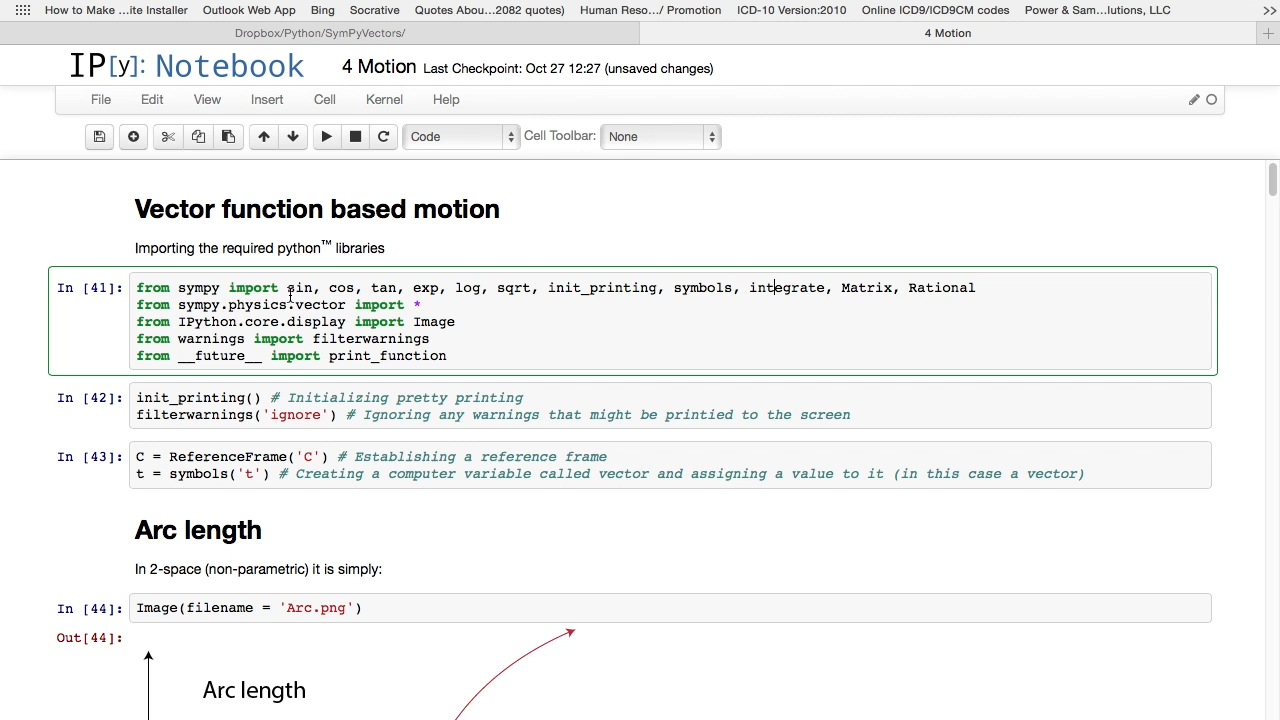 How to Make ...ite Installer Outlook Web App Bing Socrative Quotes Abou...2082 quotes) Human Reso.../ Promotion ICD-10 Version:2010 Online ICD9/ICD9CM codes Power & Sam...lutions, LLC >>
Dropbox/Python/SymPyVectors/ 4 Motion +
IP[y]: Notebook 4 Motion Last Checkpoint: Oct 27 12:27 (unsaved changes)
File Edit View Insert Cell Kernel Help
Code Cell Toolbar: None
Vector function based motion
Importing the required python™ libraries
In [41]: from sympy import sin, cos, tan, exp, log, sqrt, init_printing, symbols, integrate, Matrix, Rational
from sympy.physics.vector import *
from IPython.core.display import Image
from warnings import filterwarnings
from __future__ import print_function
In [42]: init_printing() # Initializing pretty printing
filterwarnings('ignore') # Ignoring any warnings that might be printied to the screen
In [43]: C = ReferenceFrame('C') # Establishing a reference frame
t = symbols('t') # Creating a computer variable called vector and assigning a value to it (in this case a vector)
Arc length
In 2-space (non-parametric) it is simply:
In [44]: Image(filename = 'Arc.png')
Out[44]:
Arc length